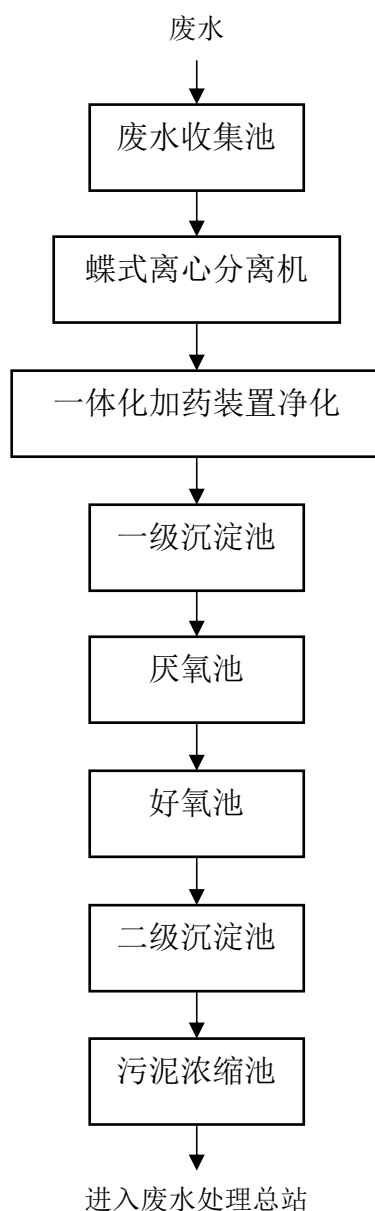 废水
废水收集池
蝶式离心分离机
一体化加药装置净化
一级沉淀池
厌氧池
好氧池
二级沉淀池
污泥浓缩池
进入废水处理总站